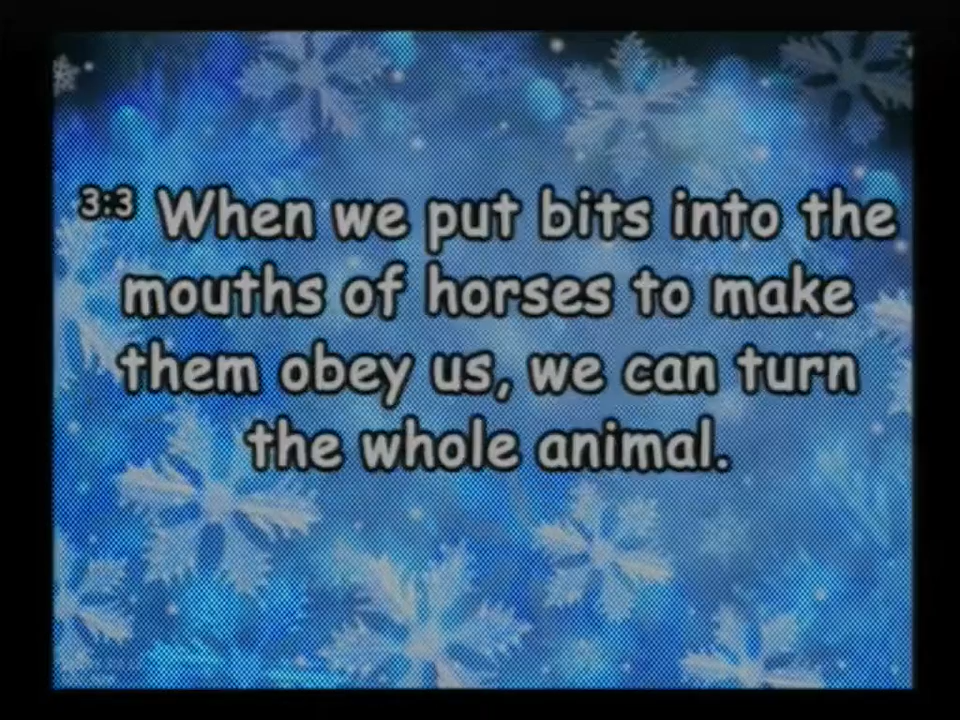 3:3 When we put bits into the
mouths of horses to make
them obey us, we can turn
the whole animal.